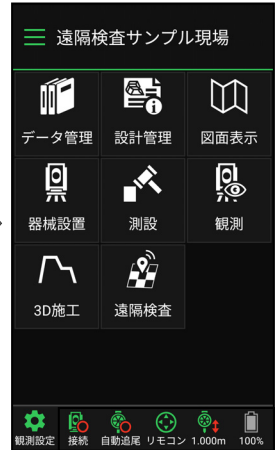 遠隔検査サンプル現場
データ管理 設計管理 図面表示
器械設置 測設 観測
3D施工 遠隔検査
観測設定 接続 自動追尾 リモコン 1.000m 100%